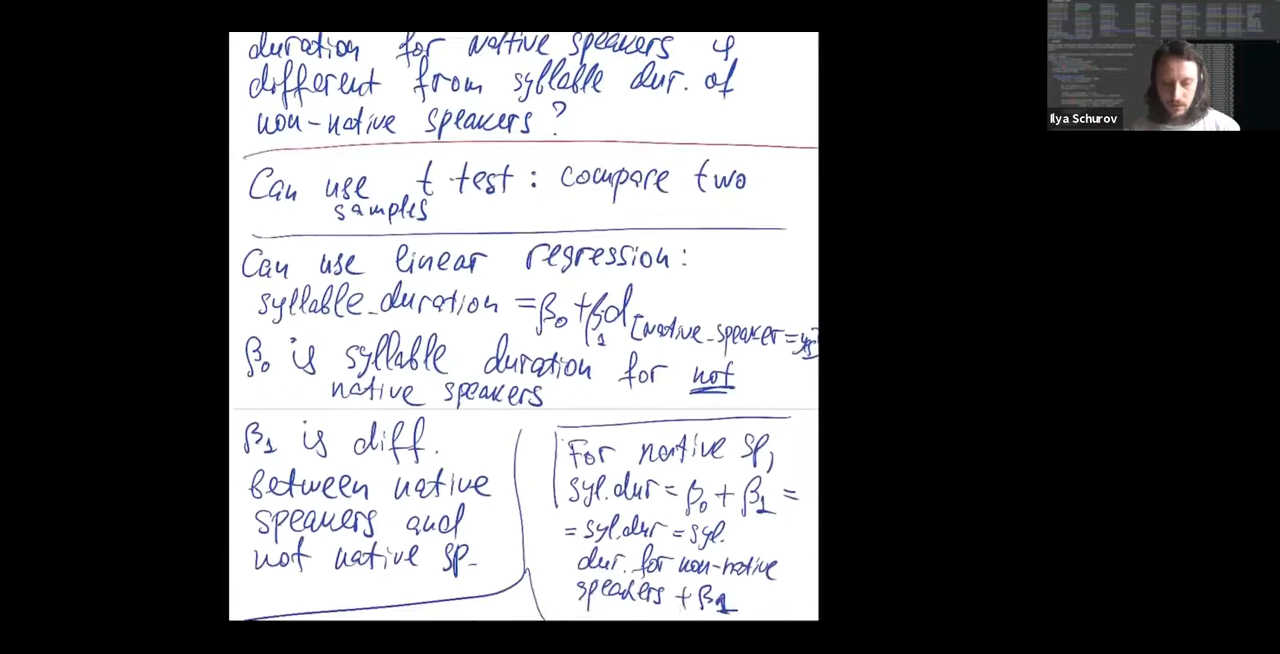 duration for native speakers is
different from syllable dur. of
non-native speakers?
Can use t test: compare two
samples
Can use linear regression:
syllable_duration = β₀ + β₁d[native_speaker=yes]
β₀ is syllable duration for not
native speakers
β₁ is diff.
between native
speakers and
not native sp.
For native sp,
syl.dur = β₀ + β₁ =
= syl.dur = syl.
dur. for non-native
speakers + β₁
Ilya Schurov